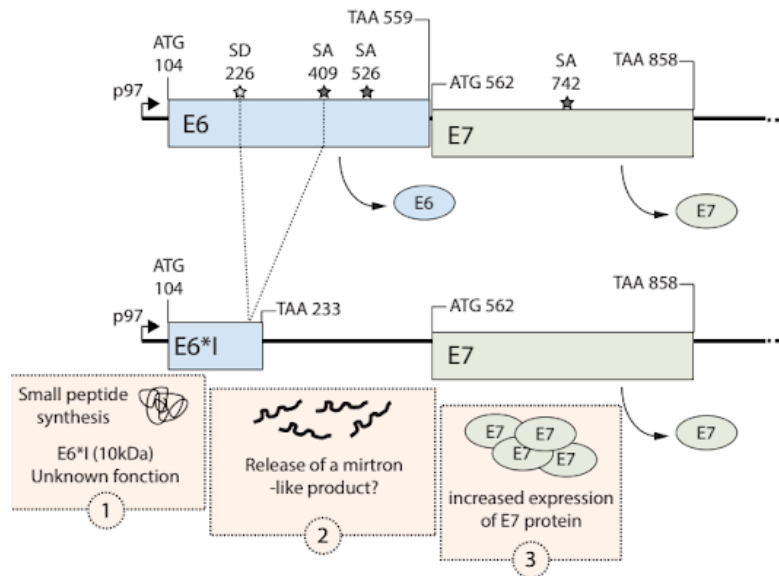 TAA 559
ATG
104
SD
226
SA
409
SA
526
SA
742
TAA 858
p97
ATG 562
E6
E7
E6
E7
ATG
104
TAA 858
p97
TAA 233
ATG 562
E6*I
E7
Small peptide
synthesis
E6*I (10kDa)
Unknown fonction
1
Release of a mirtron
-like product?
2
E7
E7
E7
E7
increased expression
of E7 protein
3
E7